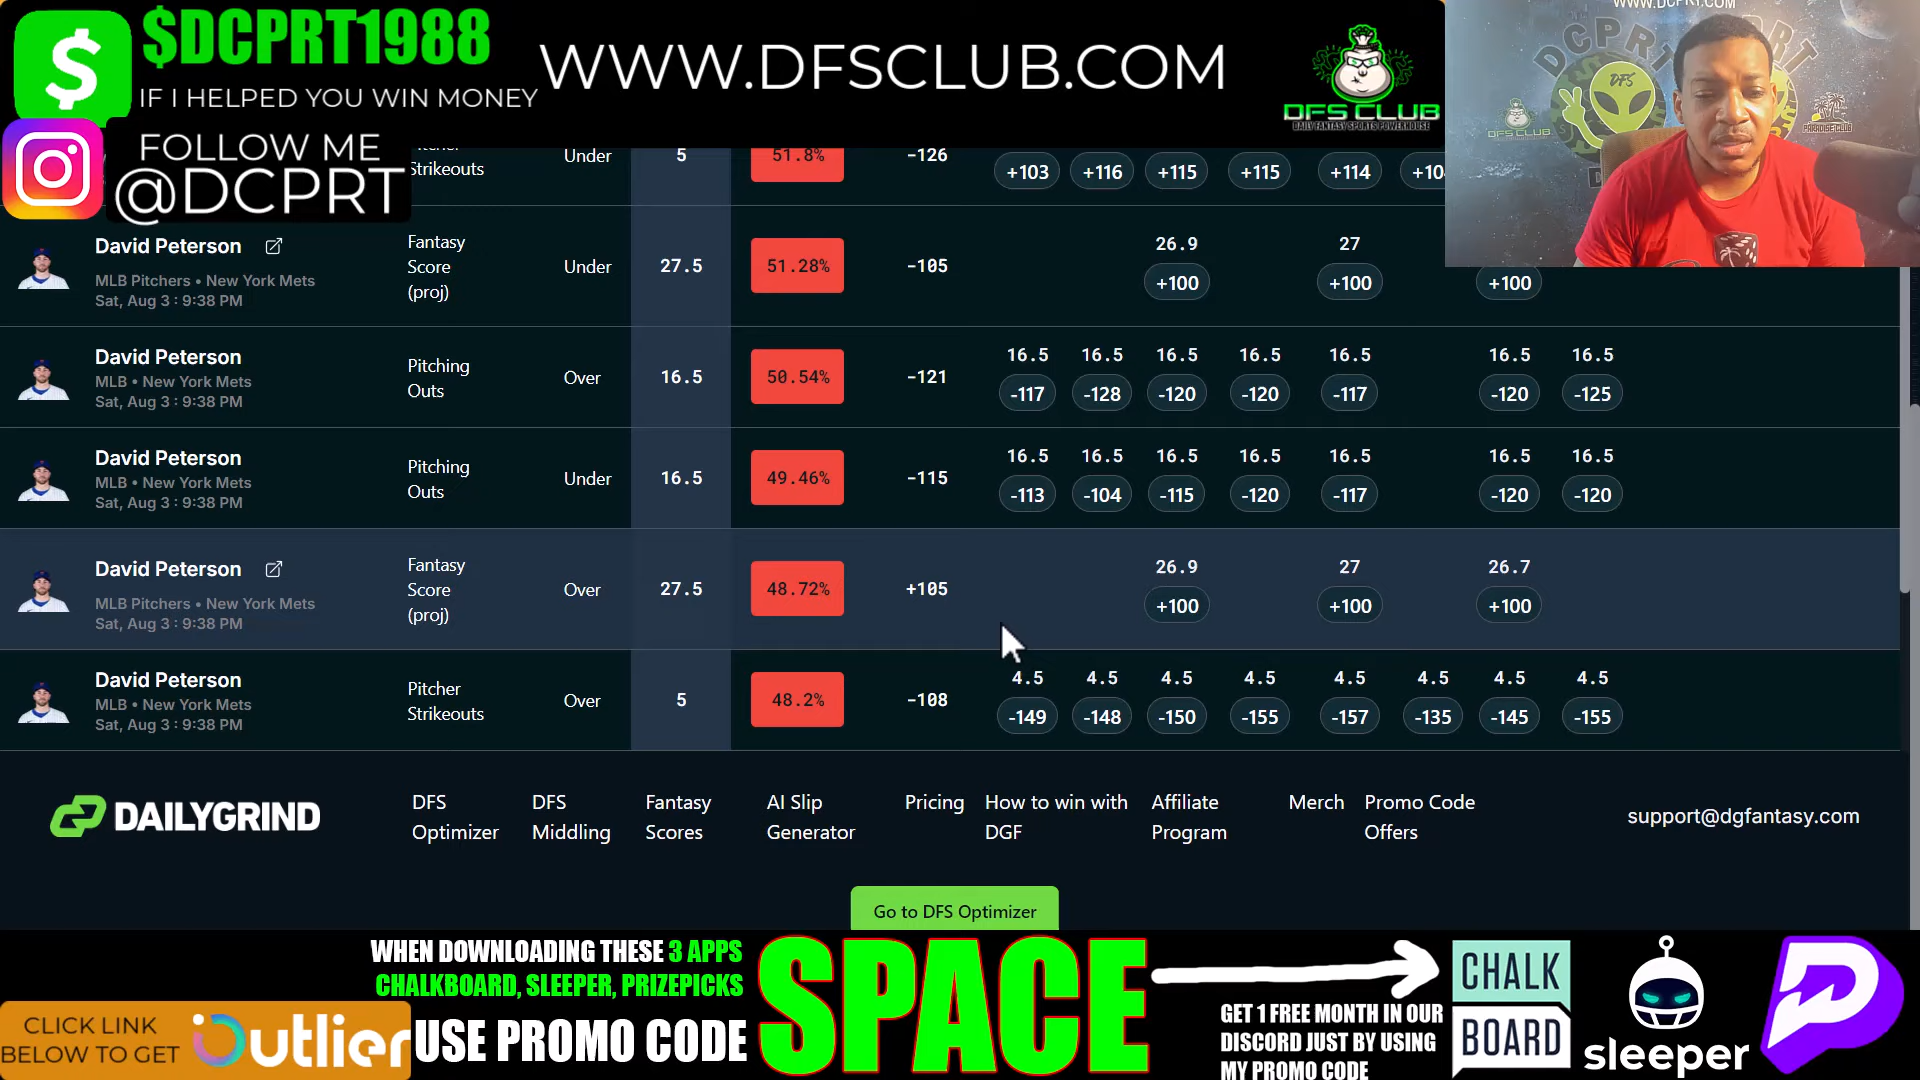 $DCPRT1988
IF I HELPED YOU WIN MONEY
WWW.DFSCLUB.COM
DFS CLUB
DAILY FANTASY SPORTS POWERHOUSE
WWW.DCPRT.COM
DCPRT
DFS
DFS CLUB
FOLLOW ME
@DCPRT
Strikeouts
Under
5
51.8%
-126
+103
+116
+115
+115
+114
David Peterson
MLB Pitchers • New York Mets
Sat, Aug 3 : 9:38 PM
Fantasy
Score
(proj)
Under
27.5
51.28%
-105
26.9
+100
27
+100
+100
David Peterson
MLB • New York Mets
Sat, Aug 3 : 9:38 PM
Pitching
Outs
Over
16.5
50.54%
-121
16.5 16.5 16.5 16.5 16.5 16.5 16.5
-117 -128 -120 -120 -117 -120 -125
David Peterson
MLB • New York Mets
Sat, Aug 3 : 9:38 PM
Pitching
Outs
Under
16.5
49.46%
-115
16.5 16.5 16.5 16.5 16.5 16.5 16.5
-113 -104 -115 -120 -117 -120 -120
David Peterson
MLB Pitchers • New York Mets
Sat, Aug 3 : 9:38 PM
Fantasy
Score
(proj)
Over
27.5
48.72%
+105
26.9 27 26.7
+100 +100 +100
David Peterson
MLB • New York Mets
Sat, Aug 3 : 9:38 PM
Pitcher
Strikeouts
Over
5
48.2%
-108
4.5 4.5 4.5 4.5 4.5 4.5 4.5 4.5
-149 -148 -150 -155 -157 -135 -145 -155
DAILYGRIND
DFS
Optimizer
DFS
Middling
Fantasy
Scores
AI Slip
Generator
Pricing
How to win with
DGF
Affiliate
Program
Merch
Promo Code
Offers
support@dgfantasy.com
Go to DFS Optimizer
WHEN DOWNLOADING THESE 3 APPS
CHALKBOARD, SLEEPER, PRIZEPICKS
USE PROMO CODE
SPACE
CLICK LINK
BELOW TO GET
Outlier
GET 1 FREE MONTH IN OUR
DISCORD JUST BY USING
MY PROMO CODE
CHALK
BOARD
sleeper